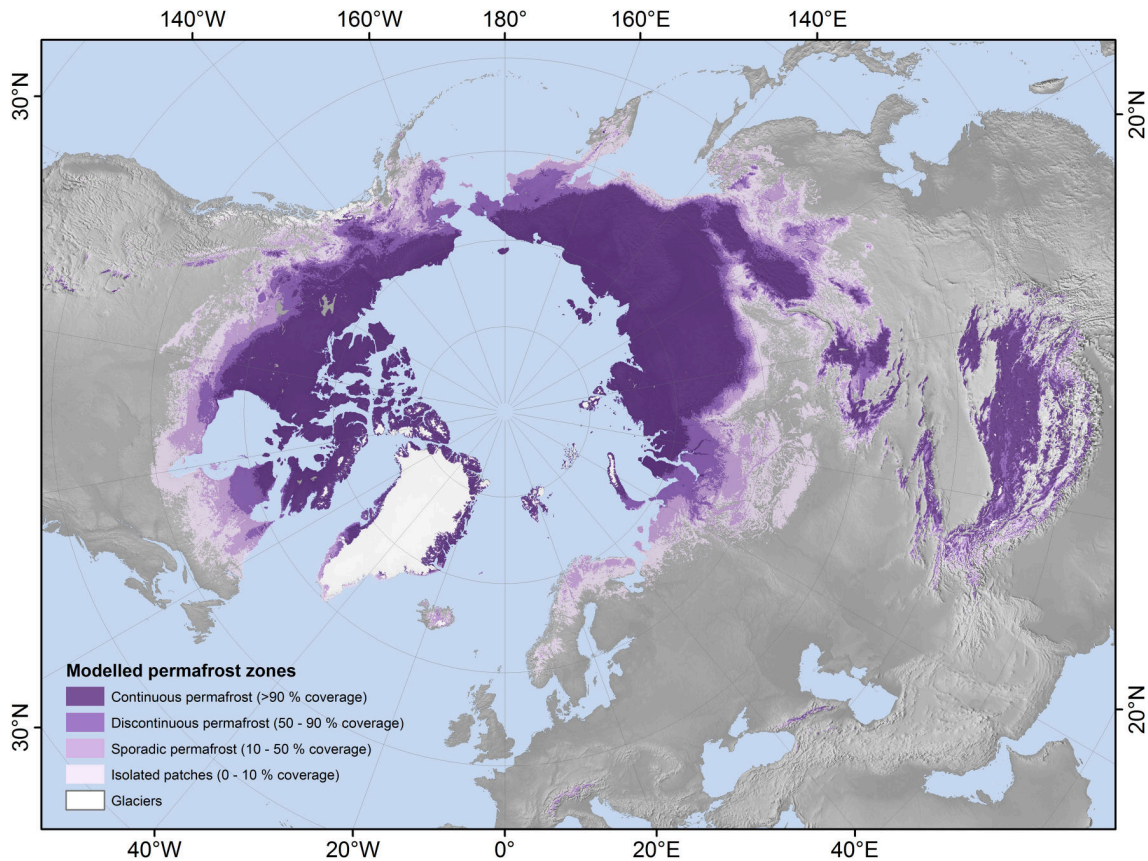 140°W 160°W 180° 160°E 140°E
30°N
20°N
Modelled permafrost zones
Continuous permafrost (>90 % coverage)
Discontinuous permafrost (50 - 90 % coverage)
Sporadic permafrost (10 - 50 % coverage)
Isolated patches (0 - 10 % coverage)
Glaciers
30°N
20°N
40°W 20°W 0° 20°E 40°E